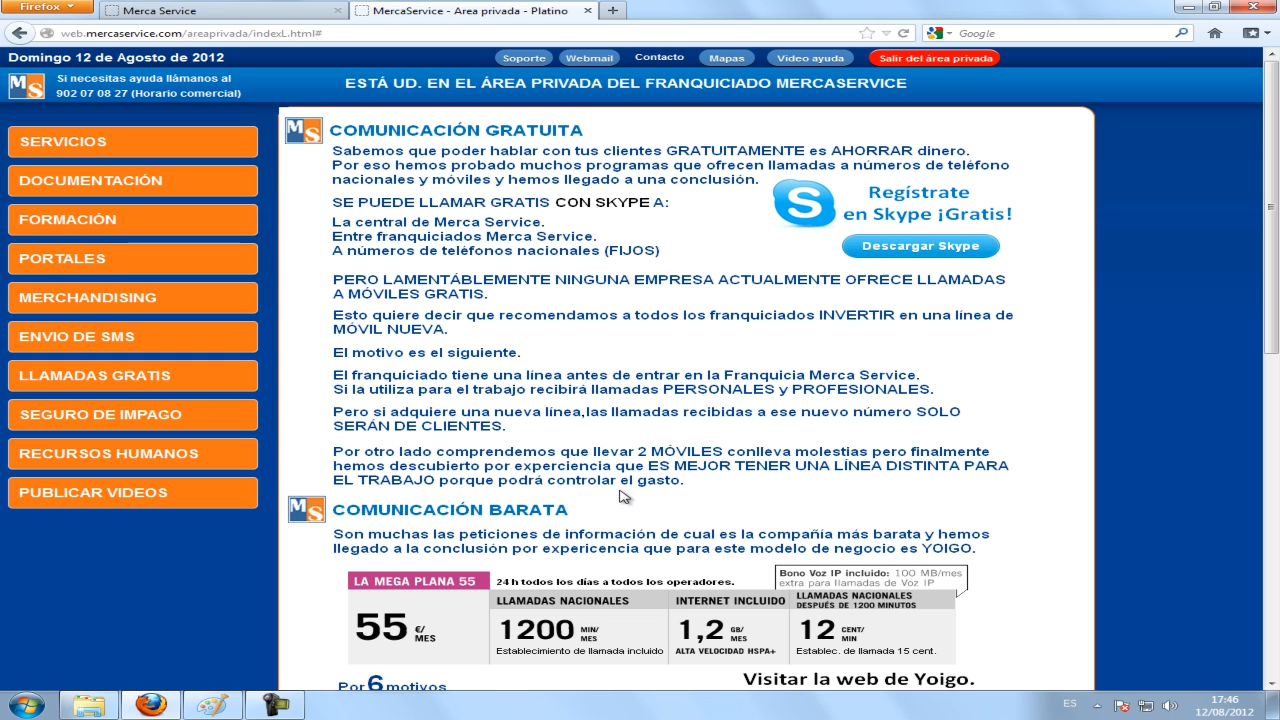 Firefox
Merca Service
MercaService - Area privada - Platino
web.mercaservice.com/areaprivada/indexL.html#
Google
Domingo 12 de Agosto de 2012
Soporte
Webmail
Contacto
Mapas
Video ayuda
Salir del área privada
MS
Si necesitas ayuda llámanos al
902 07 08 27 (Horario comercial)
ESTÁ UD. EN EL ÁREA PRIVADA DEL FRANQUICIADO MERCASERVICE
SERVICIOS
DOCUMENTACIÓN
FORMACIÓN
PORTALES
MERCHANDISING
ENVIO DE SMS
LLAMADAS GRATIS
SEGURO DE IMPAGO
RECURSOS HUMANOS
PUBLICAR VIDEOS
MS
COMUNICACIÓN GRATUITA
Sabemos que poder hablar con tus clientes GRATUITAMENTE es AHORRAR dinero.
Por eso hemos probado muchos programas que ofrecen llamadas a números de teléfono
nacionales y móviles y hemos llegado a una conclusión.
SE PUEDE LLAMAR GRATIS CON SKYPE A:
La central de Merca Service.
Entre franquiciados Merca Service.
A números de teléfonos nacionales (FIJOS)
S
Regístrate
en Skype ¡Gratis!
Descargar Skype
PERO LAMENTÁBLEMENTE NINGUNA EMPRESA ACTUALMENTE OFRECE LLAMADAS
A MÓVILES GRATIS.
Esto quiere decir que recomendamos a todos los franquiciados INVERTIR en una línea de
MÓVIL NUEVA.
El motivo es el siguiente.
El franquiciado tiene una línea antes de entrar en la Franquicia Merca Service.
Si la utiliza para el trabajo recibirá llamadas PERSONALES y PROFESIONALES.
Pero si adquiere una nueva línea,las llamadas recibidas a ese nuevo número SOLO
SERÁN DE CLIENTES.
Por otro lado comprendemos que llevar 2 MÓVILES conlleva molestias pero finalmente
hemos descubierto por experciencia que ES MEJOR TENER UNA LÍNEA DISTINTA PARA
EL TRABAJO porque podrá controlar el gasto.
MS
COMUNICACIÓN BARATA
Son muchas las peticiones de información de cual es la compañía más barata y hemos
llegado a la conclusión por expericencia que para este modelo de negocio es YOIGO.
LA MEGA PLANA 55
24 h todos los días a todos los operadores.
Bono Voz IP incluido: 100 MB/mes
extra para llamadas de Voz IP
55 €/MES
LLAMADAS NACIONALES
1200 MIN/MES
Establecimiento de llamada incluido
INTERNET INCLUIDO
1,2 GB/MES
ALTA VELOCIDAD HSPA+
LLAMADAS NACIONALES
DESPUÉS DE 1200 MINUTOS
12 CENT/MIN
Establec. de llamada 15 cent.
Por 6 motivos
Visitar la web de Yoigo.
ES
17:46
12/08/2012